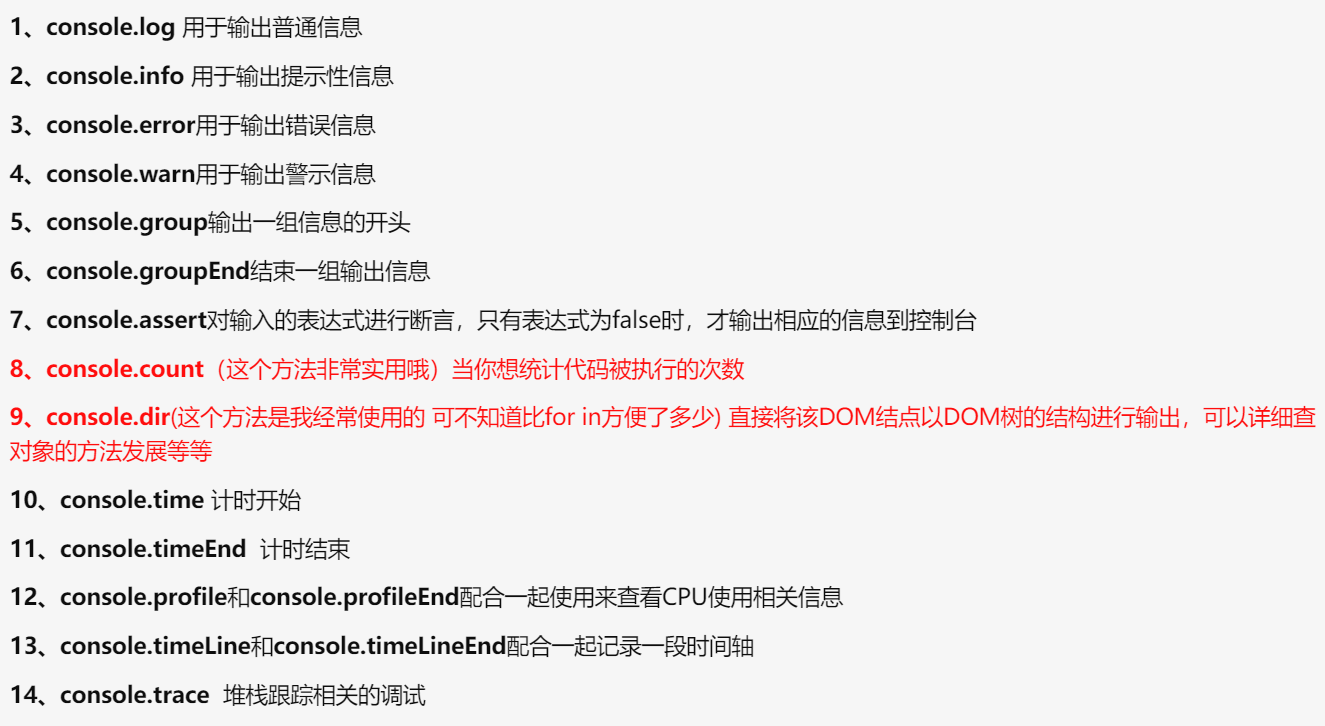 1、console.log 用于输出普通信息
2、console.info 用于输出提示性信息
3、console.error用于输出错误信息
4、console.warn用于输出警示信息
5、console.group输出一组信息的开头
6、console.groupEnd结束一组输出信息
7、console.assert对输入的表达式进行断言，只有表达式为false时，才输出相应的信息到控制台
8、console.count（这个方法非常实用哦）当你想统计代码被执行的次数
9、console.dir(这个方法是我经常使用的 可不知道比for in方便了多少) 直接将该DOM结点以DOM树的结构进行输出，可以详细查
对象的方法发展等等
10、console.time 计时开始
11、console.timeEnd  计时结束
12、console.profile和console.profileEnd配合一起使用来查看CPU使用相关信息
13、console.timeLine和console.timeLineEnd配合一起记录一段时间轴
14、console.trace  堆栈跟踪相关的调试